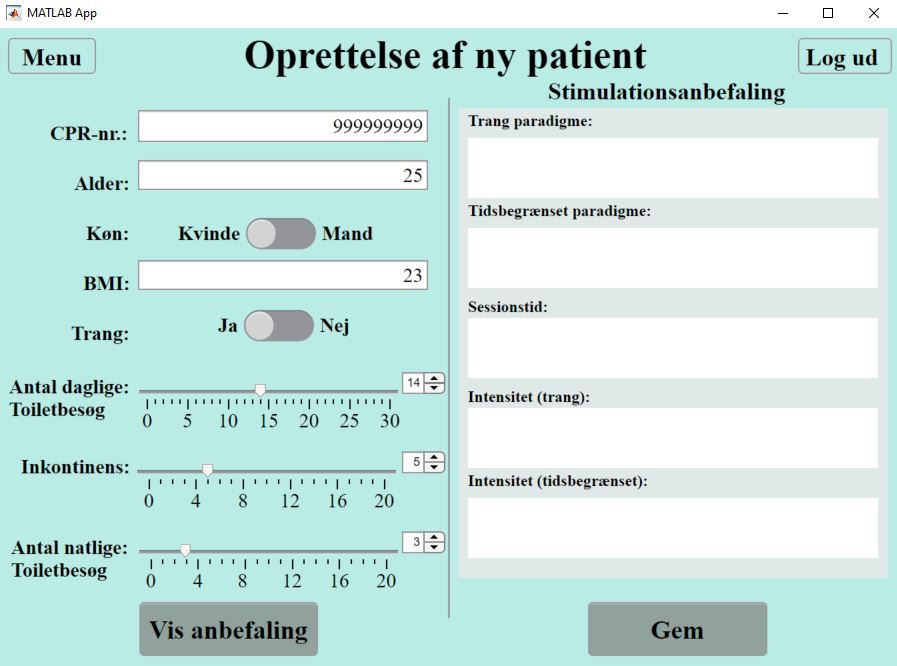 MATLAB App
Menu
Oprettelse af ny patient
Log ud
CPR-nr.:
999999999
Alder:
25
Køn:
Kvinde
Mand
BMI:
23
Trang:
Ja
Nej
Antal daglige:
Toiletbesøg
14
0 5 10 15 20 25 30
Inkontinens:
5
0 4 8 12 16 20
Antal natlige:
Toiletbesøg
3
0 4 8 12 16 20
Vis anbefaling
Stimulationsanbefaling
Trang paradigme:
Tidsbegrænset paradigme:
Sessionstid:
Intensitet (trang):
Intensitet (tidsbegrænset):
Gem